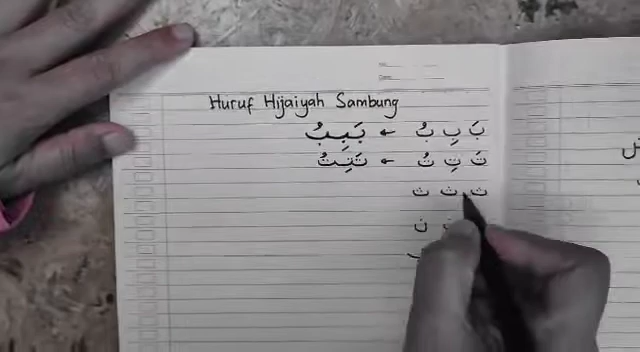 Huruf Hijaiyah Sambung
بَ بِ بُ ← بَبِبُ
تَ تِ تُ ← تَتِتُ
ث ث ث
ن